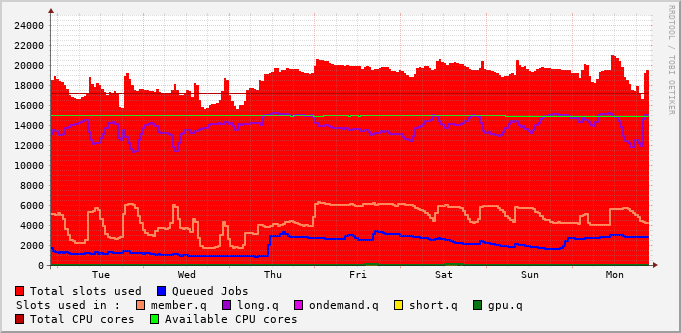 RRDTOOL / TOBI OETIKER
24000
22000
20000
18000
16000
14000
12000
10000
8000
6000
4000
2000
0
Tue Wed Thu Fri Sat Sun Mon
Total slots used Queued Jobs
Slots used in : member.q long.q ondemand.q short.q gpu.q
Total CPU cores Available CPU cores